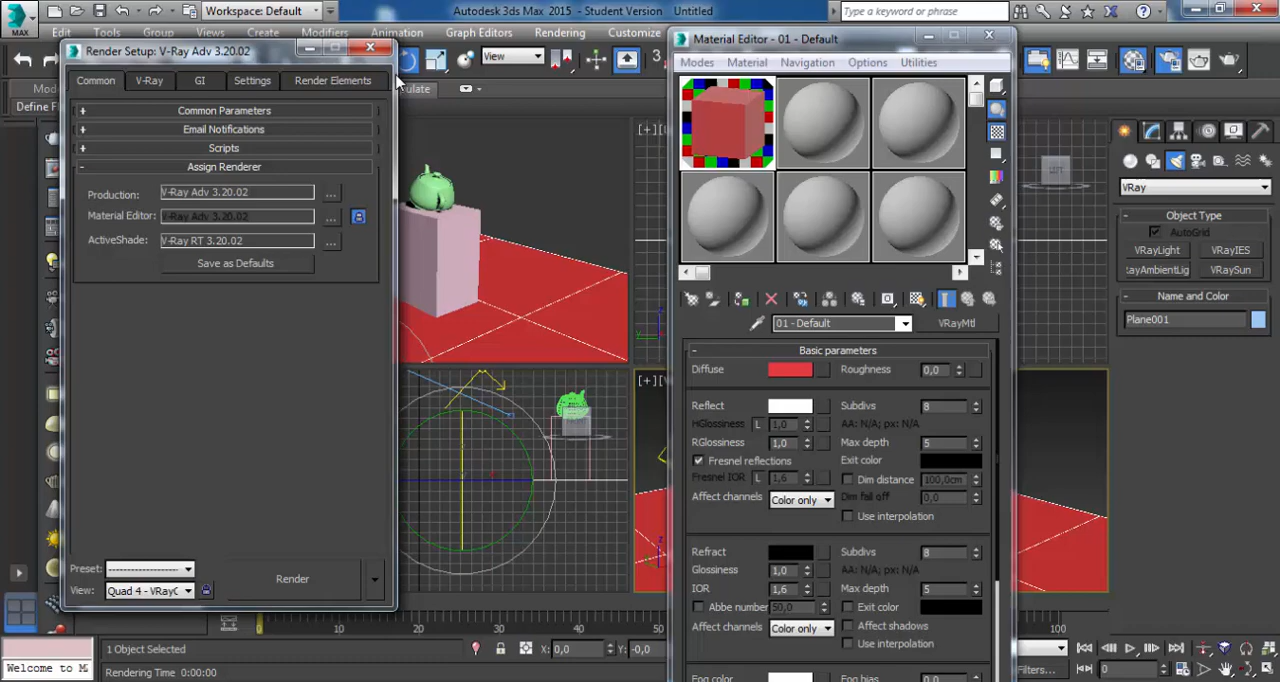 MAX
Workspace: Default
Autodesk 3ds Max 2015 - Student Version
Untitled
Type a keyword or phrase
Edit
Tools
Group
Views
Create
Modifiers
Animation
Graph Editors
Rendering
Customize
Render Setup: V-Ray Adv 3.20.02
View
3
Common
V-Ray
GI
Settings
Render Elements
+ Common Parameters
+ Email Notifications
+ Scripts
- Assign Renderer
Production:
V-Ray Adv 3.20.02
...
Material Editor:
V-Ray Adv 3.20.02
...
ActiveShade:
V-Ray RT 3.20.02
...
Save as Defaults
Preset:
View:
Quad 4 - VRayC
Render
Define F
Material Editor - 01 - Default
Modes
Material
Navigation
Options
Utilities
01 - Default
VRayMtl
- Basic parameters
Diffuse
Roughness
0,0
Reflect
Subdivs
8
HGlossiness
L
1,0
AA: N/A; px: N/A
RGlossiness
1,0
Max depth
5
Fresnel reflections
Exit color
Fresnel IOR
L
1,6
Dim distance
100,0cm
Affect channels
Color only
Dim fall off
0,0
Use interpolation
Refract
Subdivs
8
Glossiness
1,0
AA: N/A; px: N/A
IOR
1,6
Max depth
5
Abbe number
50,0
Exit color
Affect channels
Color only
Affect shadows
Use interpolation
Fog color
Fog bias
LEFT
VRay
- Object Type
AutoGrid
VRayLight
VRayIES
rayAmbientLig
VRaySun
- Name and Color
Plane001
0
10
20
30
40
50
100
1 Object Selected
X: 0,0
Y: -0,0
Welcome to M
Rendering Time 0:00:00
Filters...
0